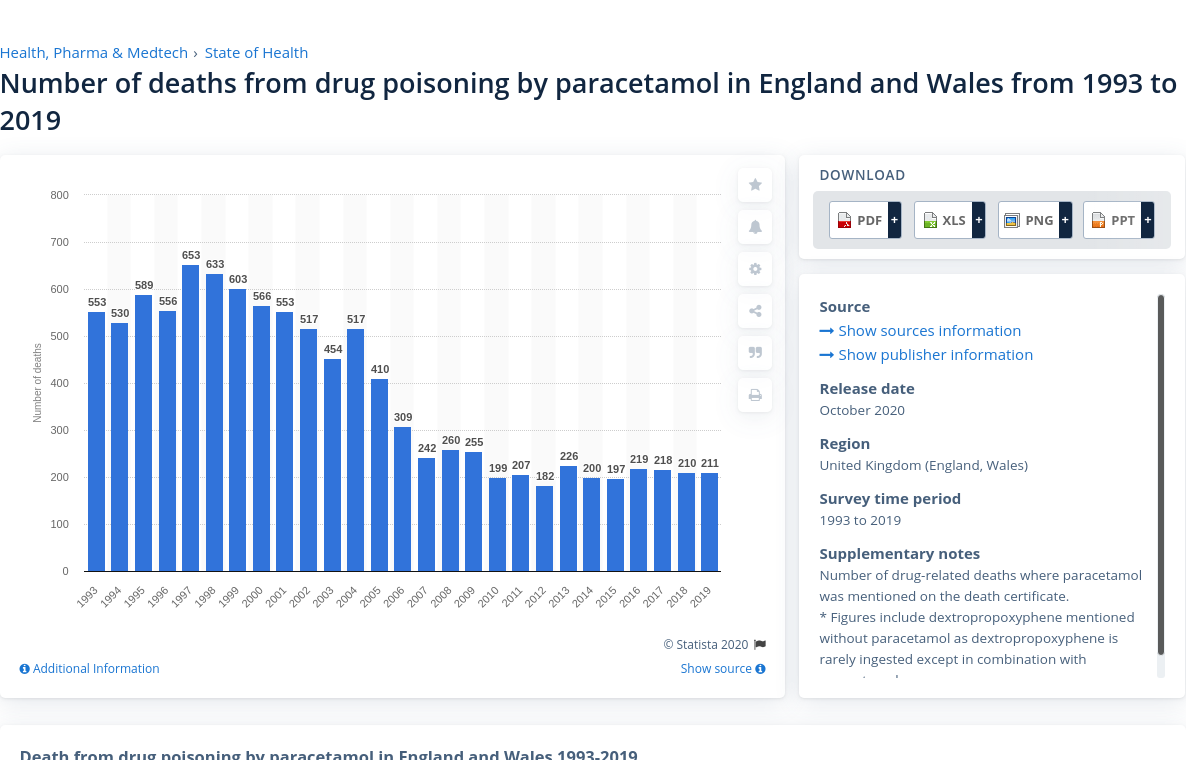 Health, Pharma & Medtech › State of Health
Number of deaths from drug poisoning by paracetamol in England and Wales from 1993 to
2019
800
700
600
500
400
300
200
100
0
Number of deaths
553
530
589
556
653
633
603
566
553
517
454
517
410
309
242
260
255
199
207
182
226
200
197
219
218
210
211
1993
1994
1995
1996
1997
1998
1999
2000
2001
2002
2003
2004
2005
2006
2007
2008
2009
2010
2011
2012
2013
2014
2015
2016
2017
2018
2019
© Statista 2020
Additional Information
Show source
DOWNLOAD
PDF + XLS + PNG + PPT +
Source
Show sources information
Show publisher information
Release date
October 2020
Region
United Kingdom (England, Wales)
Survey time period
1993 to 2019
Supplementary notes
Number of drug-related deaths where paracetamol
was mentioned on the death certificate.
* Figures include dextropropoxyphene mentioned
without paracetamol as dextropropoxyphene is
rarely ingested except in combination with
Death from drug poisoning by paracetamol in England and Wales 1993-2019